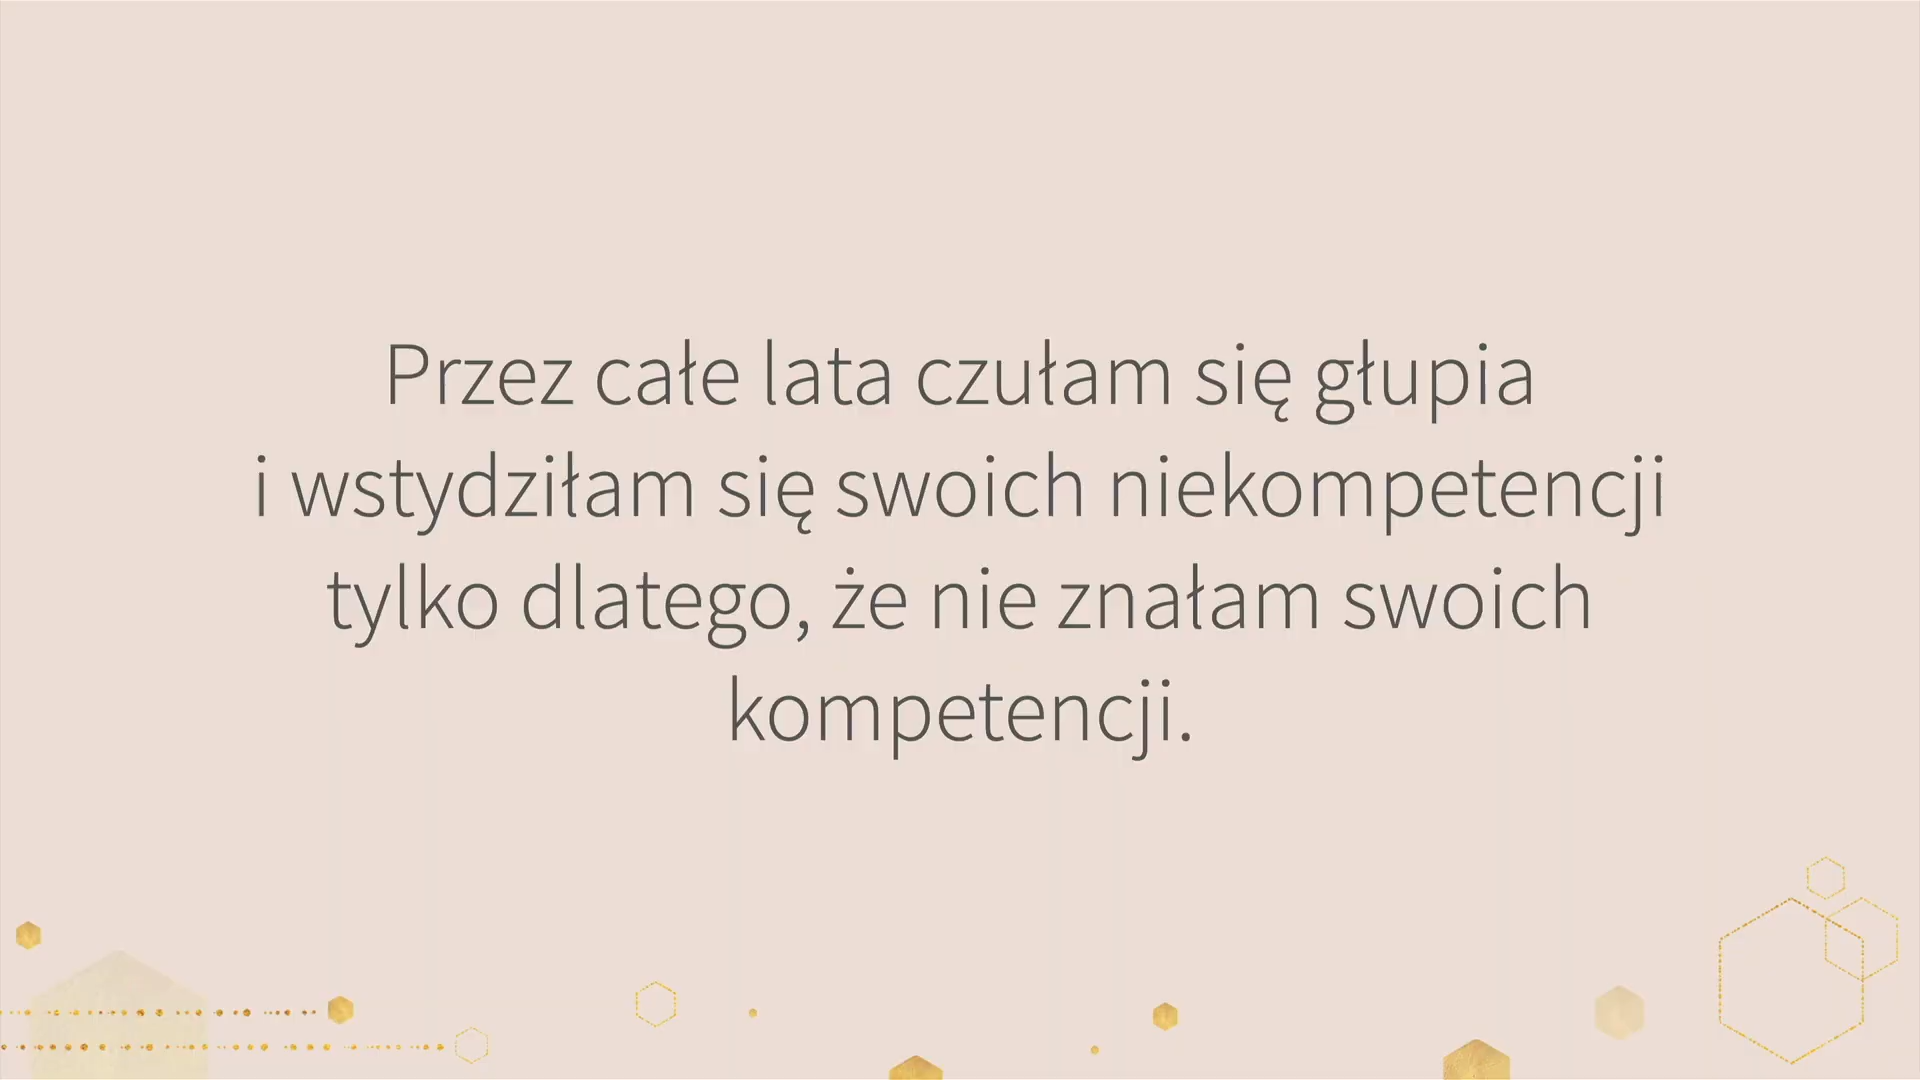 Przez całe lata czułam się głupia
i wstydziłam się swoich niekompetencji
tylko dlatego, że nie znałam swoich
kompetencji.